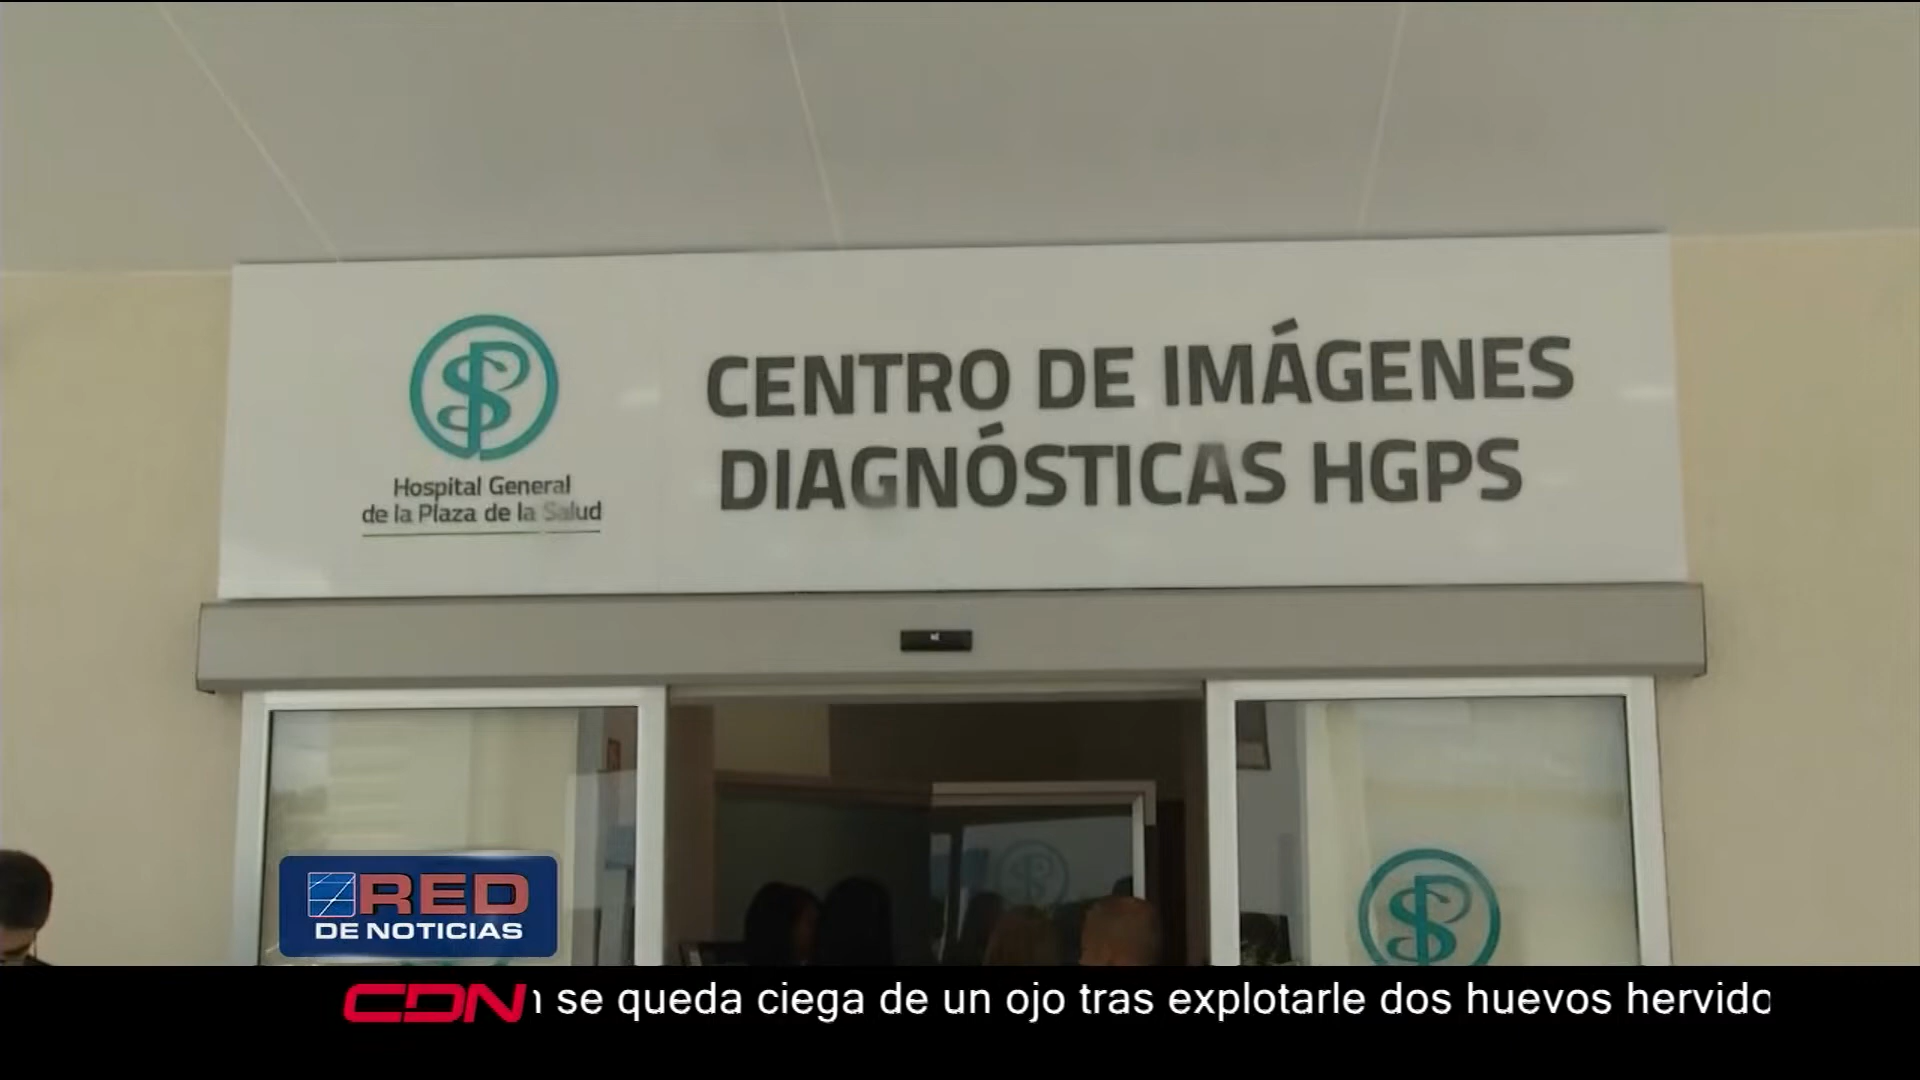 CENTRO DE IMÁGENES
DIAGNÓSTICAS HGPS
Hospital General
de la Plaza de la Salud
RED
DE NOTICIAS
CDN
se queda ciega de un ojo tras explotarle dos huevos hervido